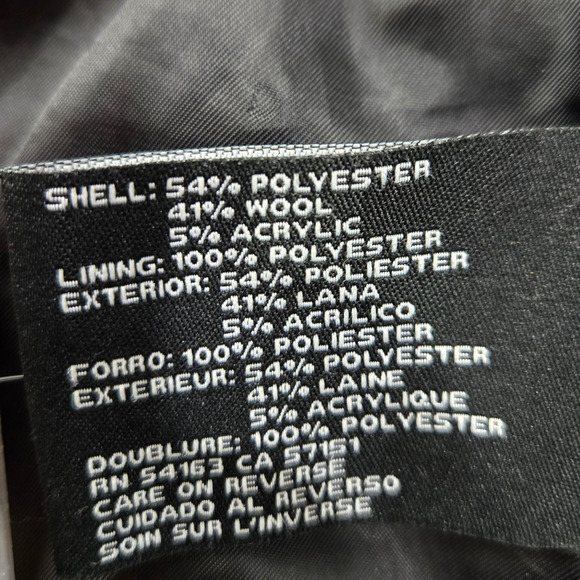 SHELL: 54% POLYESTER
41% WOOL
5% ACRYLIC
LINING: 100% POLYESTER
EXTERIOR: 54% POLIESTER
41% LANA
5% ACRILICO
FORRO: 100% POLIESTER
EXTERIEUR: 54% POLYESTER
41% LAINE
5% ACRYLIQUE
DOUBLURE: 100% POLYESTER
RN 54163 CA 57151
CARE ON REVERSE
CUIDADO AL REVERSO
SOIN SUR L'INVERSE